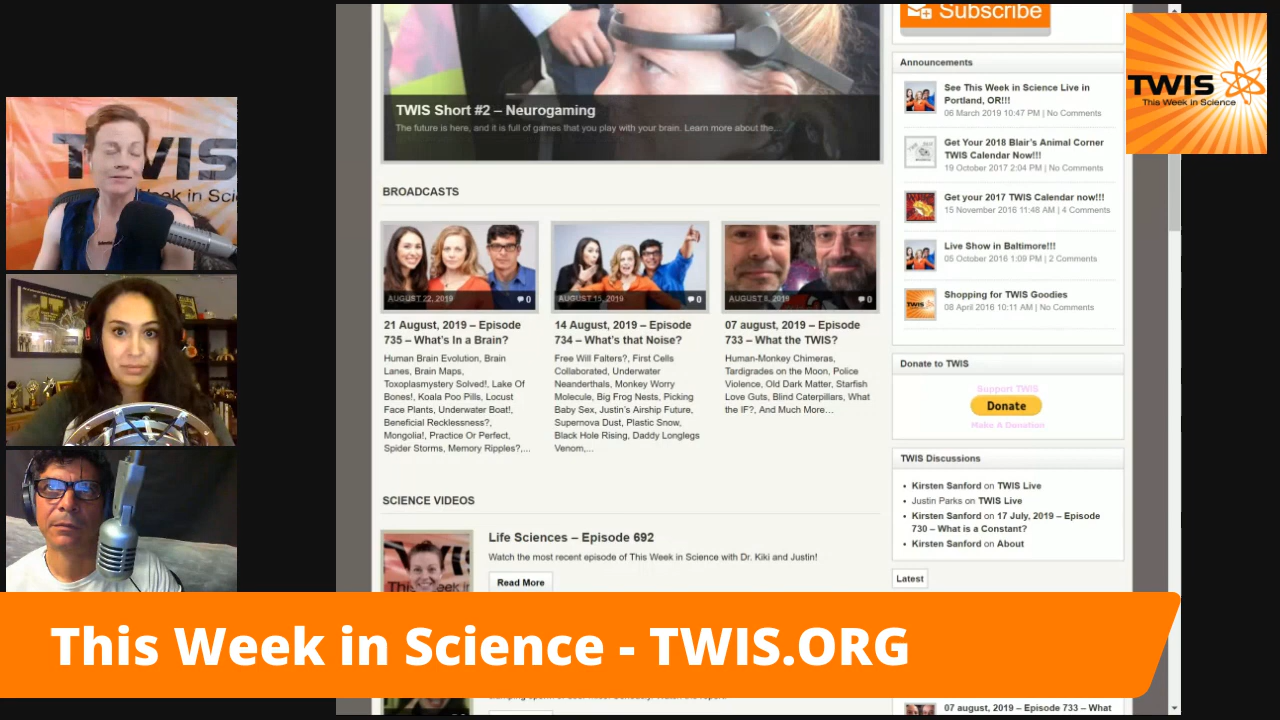 Subscribe
TWIS Short #2 – Neurogaming
The future is here, and it is full of games that you play with your brain. Learn more about the...
BROADCASTS
AUGUST 22, 2019
0
21 August, 2019 – Episode
735 – What's In a Brain?
Human Brain Evolution, Brain
Lanes, Brain Maps,
Toxoplasmystery Solved!, Lake Of
Bones!, Koala Poo Pills, Locust
Face Plants, Underwater Boat!,
Beneficial Recklessness?,
Mongolia!, Practice Or Perfect,
Spider Storms, Memory Ripples?,...
AUGUST 15, 2019
0
14 August, 2019 – Episode
734 – What's that Noise?
Free Will Falters?, First Cells
Collaborated, Underwater
Neanderthals, Monkey Worry
Molecule, Big Frog Nests, Picking
Baby Sex, Justin's Airship Future,
Supernova Dust, Plastic Snow,
Black Hole Rising, Daddy Longlegs
Venom,...
AUGUST 8, 2019
0
07 august, 2019 – Episode
733 – What the TWIS?
Human-Monkey Chimeras,
Tardigrades on the Moon, Police
Violence, Old Dark Matter, Starfish
Love Guts, Blind Caterpillars, What
the IF?, And Much More...
SCIENCE VIDEOS
Life Sciences – Episode 692
Watch the most recent episode of This Week in Science with Dr. Kiki and Justin!
Read More
Announcements
See This Week in Science Live in
Portland, OR!!!
06 March 2019 10:47 PM | No Comments
Get Your 2018 Blair's Animal Corner
TWIS Calendar Now!!!
19 October 2017 2:04 PM | No Comments
Get your 2017 TWIS Calendar now!!!
15 November 2016 11:48 AM | 4 Comments
Live Show in Baltimore!!!
05 October 2016 1:09 PM | 2 Comments
Shopping for TWIS Goodies
08 April 2016 10:11 AM | No Comments
Donate to TWIS
Support TWIS
Donate
Make A Donation
TWIS Discussions
Kirsten Sanford on TWIS Live
Justin Parks on TWIS Live
Kirsten Sanford on 17 July, 2019 – Episode
730 – What is a Constant?
Kirsten Sanford on About
Latest
07 august, 2019 – Episode 733 – What
TWIS
This Week in Science
TWIS
Week in Sci
This Week in Science - TWIS.ORG